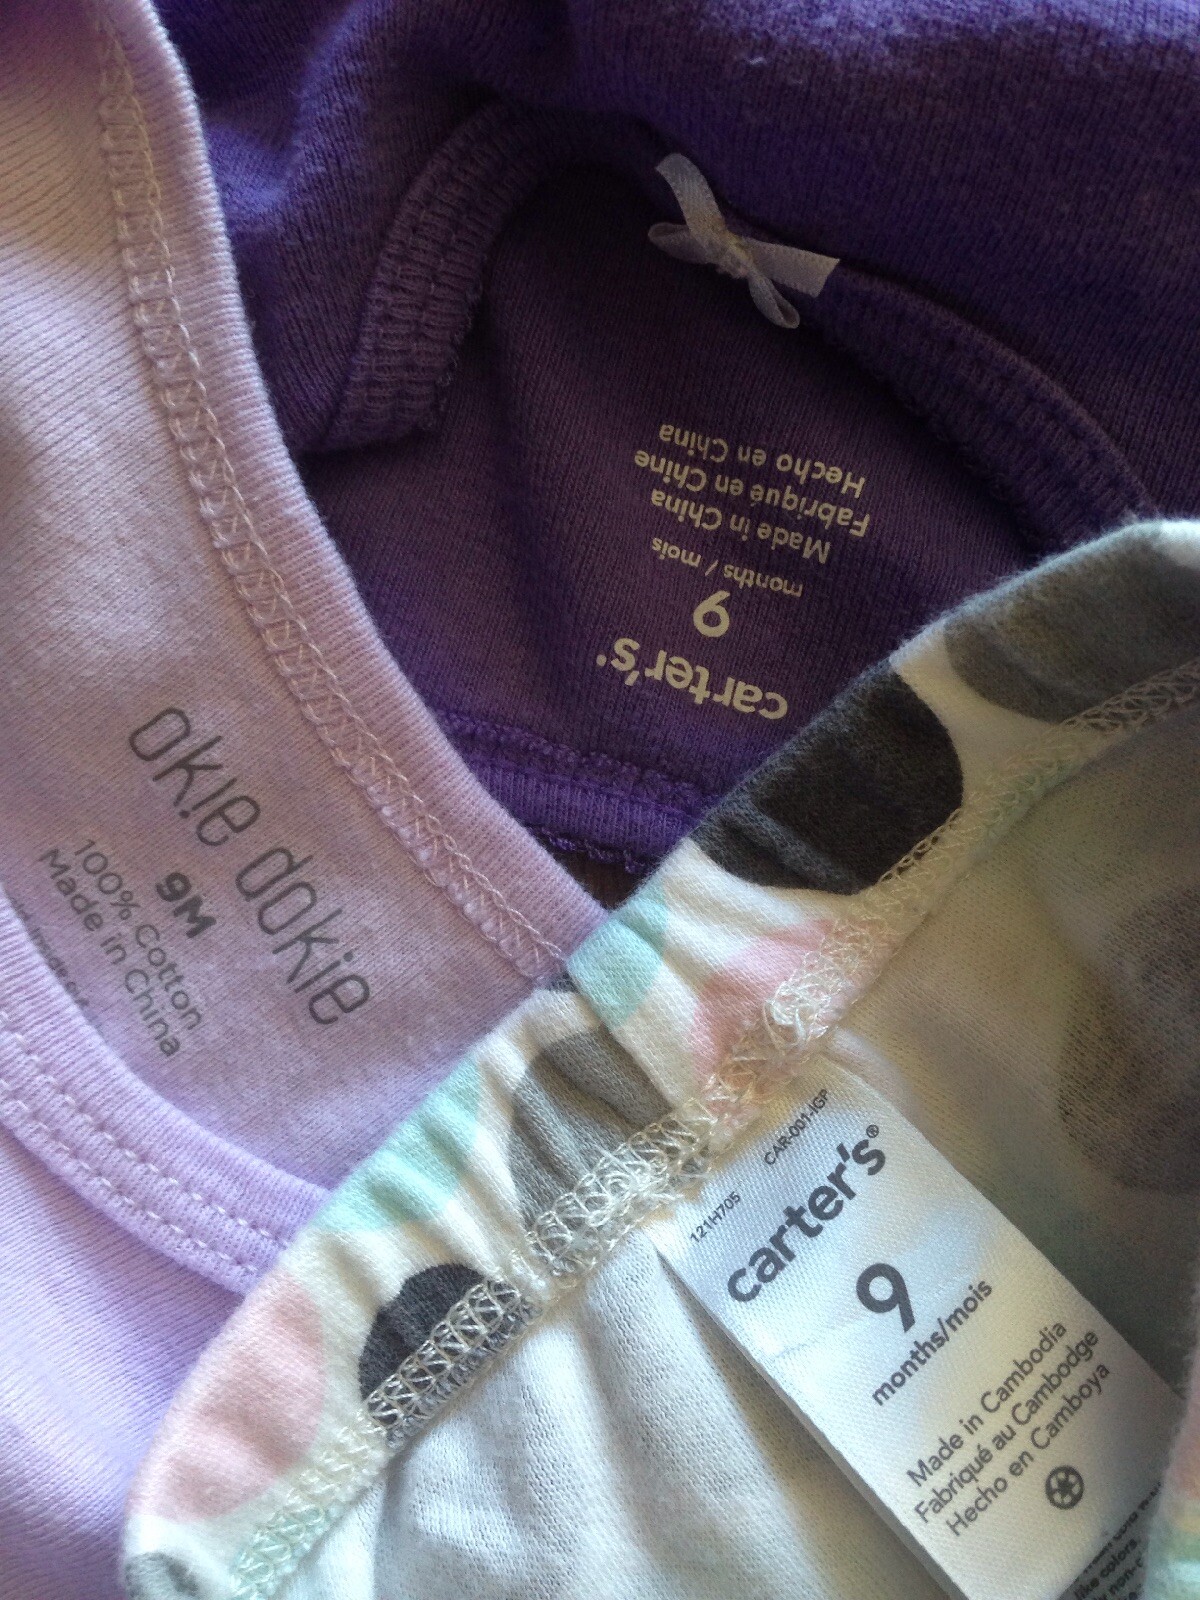 carter's
9
months / mois
Made in China
Fabriqué en Chine
Hecho en China
okie dokie
9M
100% Cotton
Made in China
CAR-001-IGP
121H705
carter's®
9
months/mois
Made in Cambodia
Fabriqué au Cambodge
Hecho en Camboya
like colors.